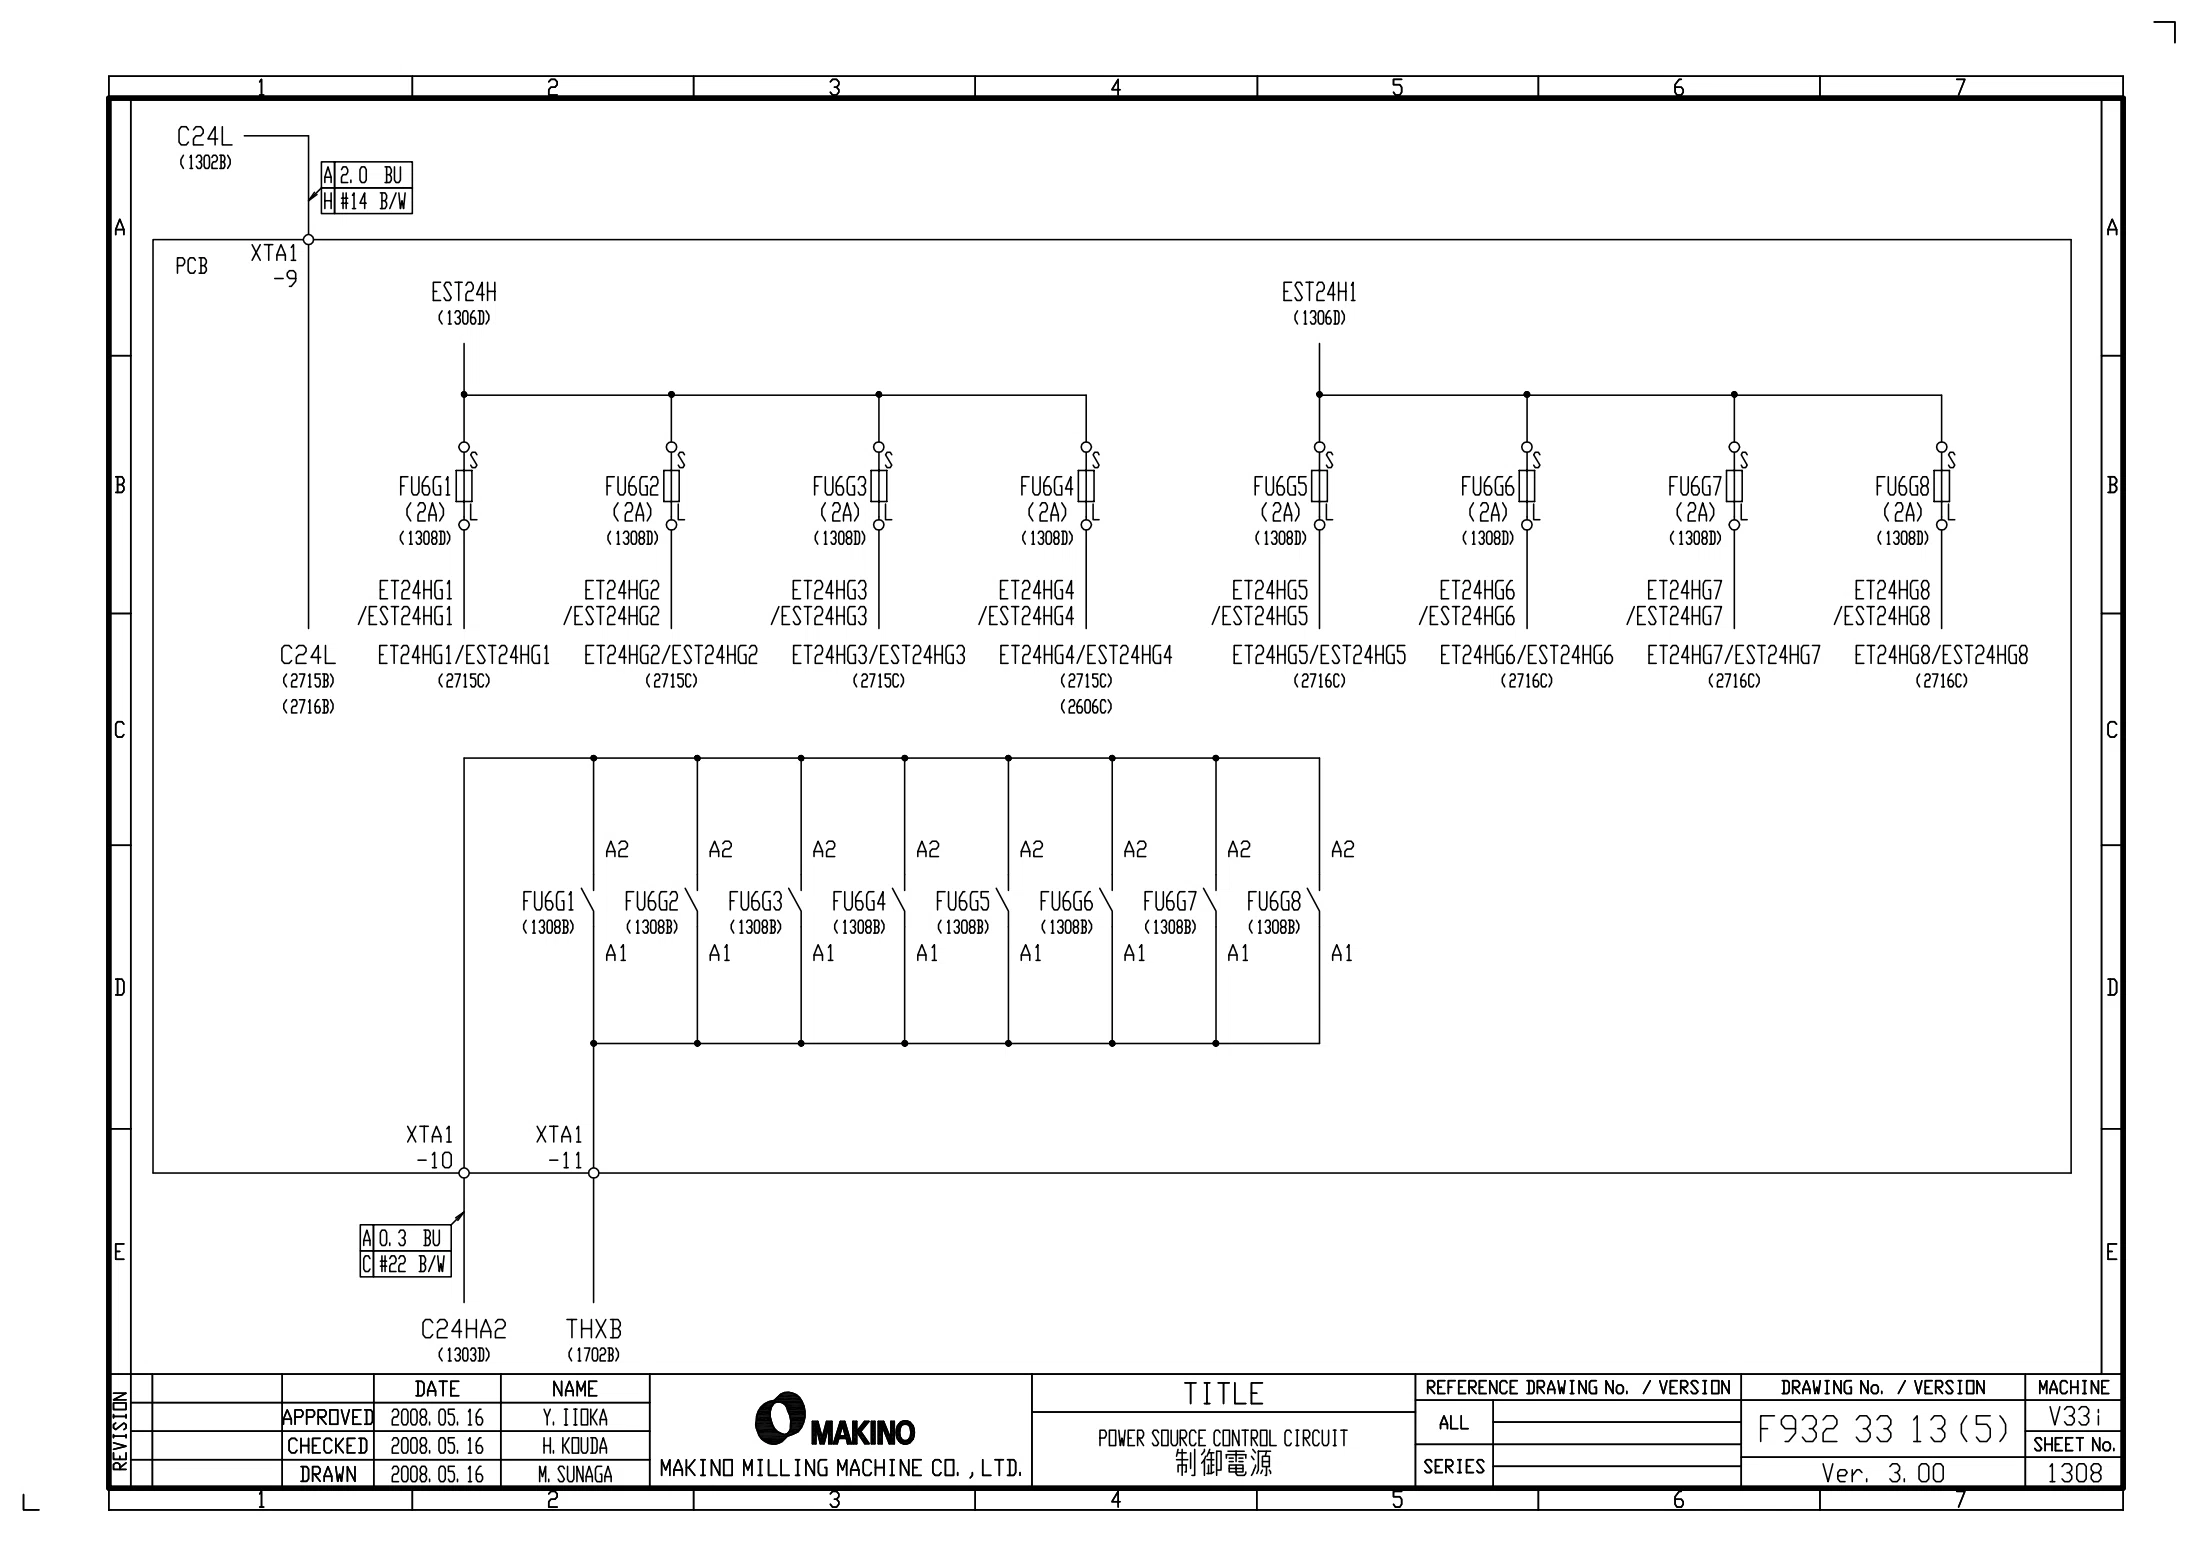 1 2 3 4 5 6 7
C24L
(1302B)
A 2.0 BU
H #14 B/W
A A
PCB
XTA1
-9
EST24H EST24H1
(1306D) (1306D)
S S S S S S S S
FU6G1 FU6G2 FU6G3 FU6G4 FU6G5 FU6G6 FU6G7 FU6G8
B B
(2A) (2A) (2A) (2A) (2A) (2A) (2A) (2A)
L L L L L L L L
(1308D) (1308D) (1308D) (1308D) (1308D) (1308D) (1308D) (1308D)
ET24HG1 ET24HG2 ET24HG3 ET24HG4 ET24HG5 ET24HG6 ET24HG7 ET24HG8
/EST24HG1 /EST24HG2 /EST24HG3 /EST24HG4 /EST24HG5 /EST24HG6 /EST24HG7 /EST24HG8
C24L ET24HG1/EST24HG1 ET24HG2/EST24HG2 ET24HG3/EST24HG3 ET24HG4/EST24HG4 ET24HG5/EST24HG5 ET24HG6/EST24HG6 ET24HG7/EST24HG7 ET24HG8/EST24HG8
(2715B) (2715C) (2715C) (2715C) (2715C) (2716C) (2716C) (2716C) (2716C)
(2716B) (2606C)
C C
A2 A2 A2 A2 A2 A2 A2 A2
FU6G1 FU6G2 FU6G3 FU6G4 FU6G5 FU6G6 FU6G7 FU6G8
(1308B) (1308B) (1308B) (1308B) (1308B) (1308B) (1308B) (1308B)
A1 A1 A1 A1 A1 A1 A1 A1
D D
XTA1 XTA1
-10 -11
A 0.3 BU
C #22 B/W
E E
C24HA2 THXB
(1303D) (1702B)
REVISION
DATE NAME
APPROVED 2008.05.16 Y. IIOKA
CHECKED 2008.05.16 H. KOUDA
DRAWN 2008.05.16 M. SUNAGA
MAKINO
MAKINO MILLING MACHINE CO.,LTD.
TITLE
POWER SOURCE CONTROL CIRCUIT
制御電源
REFERENCE DRAWING No. / VERSION
ALL
SERIES
DRAWING No. / VERSION
F932 33 13(5)
Ver. 3.00
MACHINE
V33i
SHEET No.
1308
1 2 3 4 5 6 7